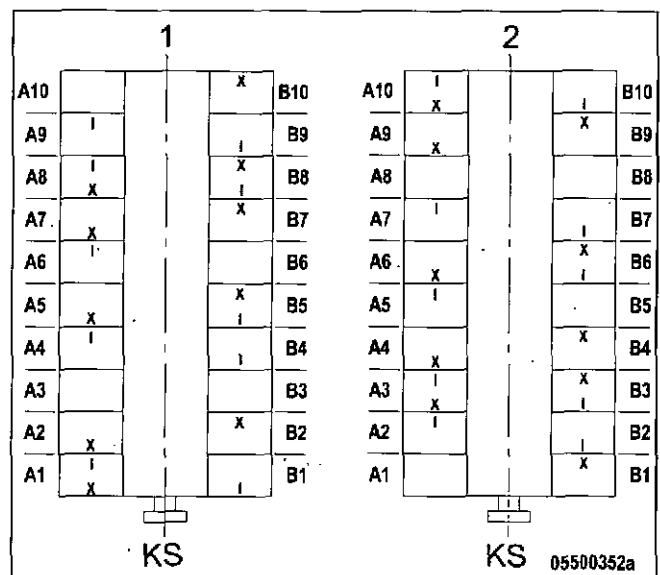 1 2
A10 X B10 A10 I B10
X I
A9 I B9 A9 X B9
I X
A8 I X B8 A8 B8
X I
A7 X B7 A7 I B7
X I
A6 I B6 A6 X B6
X I
A5 X B5 A5 I B5
X I
A4 I B4 A4 X B4
I X
A3 B3 A3 I X B3
X I
A2 X B2 A2 I B2
X I
A1 I B1 A1 X B1
X I
KS KS 05500352a